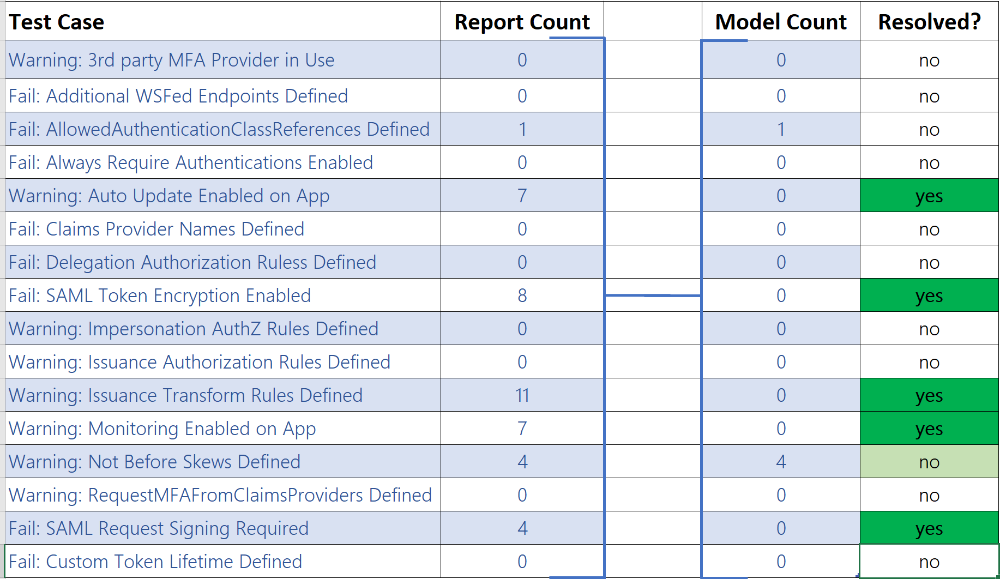 Test Case Report Count Model Count Resolved?
Warning: 3rd party MFA Provider in Use 0 0 no
Fail: Additional WSFed Endpoints Defined 0 0 no
Fail: AllowedAuthenticationClassReferences Defined 1 1 no
Fail: Always Require Authentications Enabled 0 0 no
Warning: Auto Update Enabled on App 7 0 yes
Fail: Claims Provider Names Defined 0 0 no
Fail: Delegation Authorization Ruless Defined 0 0 no
Fail: SAML Token Encryption Enabled 8 0 yes
Warning: Impersonation AuthZ Rules Defined 0 0 no
Warning: Issuance Authorization Rules Defined 0 0 no
Warning: Issuance Transform Rules Defined 11 0 yes
Warning: Monitoring Enabled on App 7 0 yes
Warning: Not Before Skews Defined 4 4 no
Warning: RequestMFAFromClaimsProviders Defined 0 0 no
Fail: SAML Request Signing Required 4 0 yes
Fail: Custom Token Lifetime Defined 0 0 no